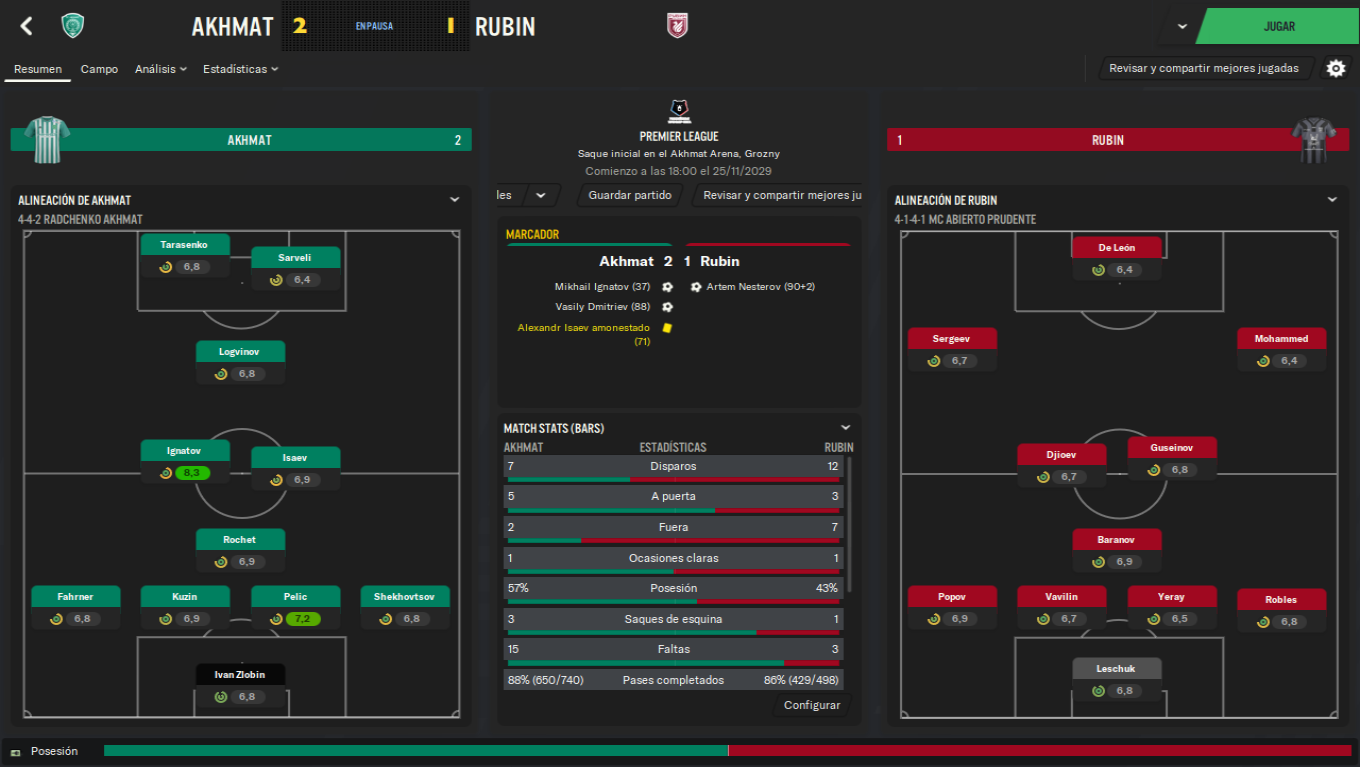 AKHMAT 2 EN PAUSA 1 RUBIN
JUGAR
Resumen Campo Análisis Estadísticas
Revisar y compartir mejores jugadas
AKHMAT 2
PREMIER LEAGUE
Saque inicial en el Akhmat Arena, Grozny
Comienzo a las 18:00 el 25/11/2029
les Guardar partido Revisar y compartir mejores ju
1 RUBIN
ALINEACIÓN DE AKHMAT
4-4-2 RADCHENKO AKHMAT
Tarasenko
6,8
Sarveli
6,4
Logvinov
6,8
Ignatov
8,3
Isaev
6,9
Rochet
6,9
Fahrner Kuzin Pelic Shekhovtsov
6,8 6,9 7,2 6,8
Ivan Zlobin
6,8
MARCADOR
Akhmat 2 1 Rubin
Mikhail Ignatov (37) Artem Nesterov (90+2)
Vasily Dmitriev (88)
Alexandr Isaev amonestado
(71)
MATCH STATS (BARS)
AKHMAT ESTADÍSTICAS RUBIN
7 Disparos 12
5 A puerta 3
2 Fuera 7
1 Ocasiones claras 1
57% Posesión 43%
3 Saques de esquina 1
15 Faltas 3
88% (650/740) Pases completados 86% (429/498)
Configurar
ALINEACIÓN DE RUBIN
4-1-4-1 MC ABIERTO PRUDENTE
De León
6,4
Sergeev Mohammed
6,7 6,4
Djioev
6,7
Guseinov
6,8
Baranov
6,9
Popov Vavilin Yeray Robles
6,9 6,7 6,5 6,8
Leschuk
6,8
Posesión